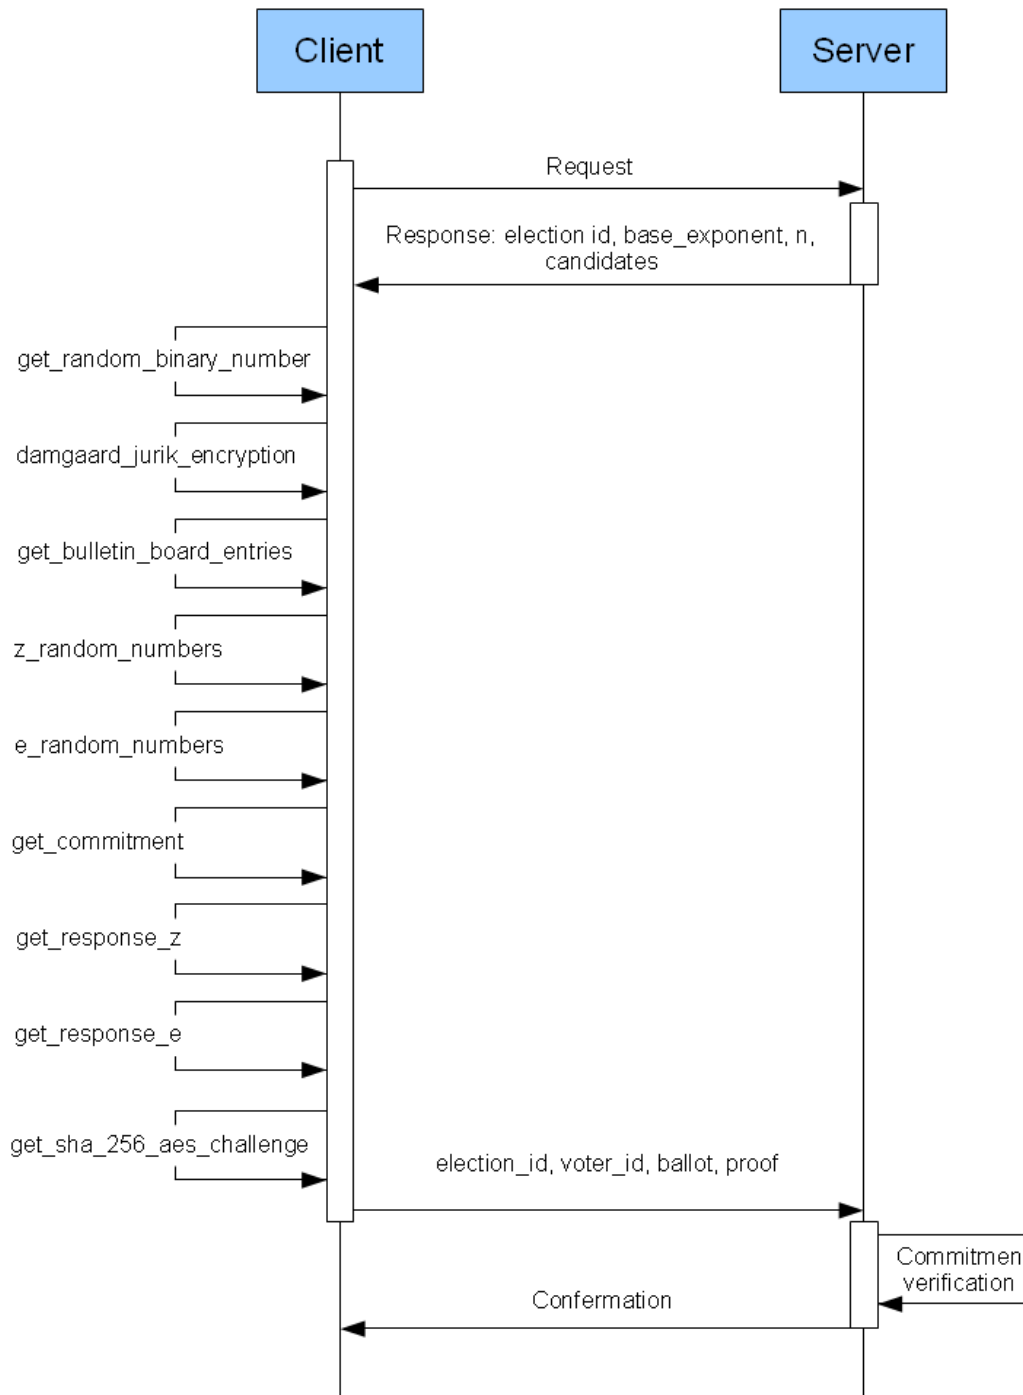 Client
Server
Request
Response: election id, base_exponent, n,
candidates
get_random_binary_number
damgaard_jurik_encryption
get_bulletin_board_entries
z_random_numbers
e_random_numbers
get_commitment
get_response_z
get_response_e
get_sha_256_aes_challenge
election_id, voter_id, ballot, proof
Commitmen
verification
Confermation